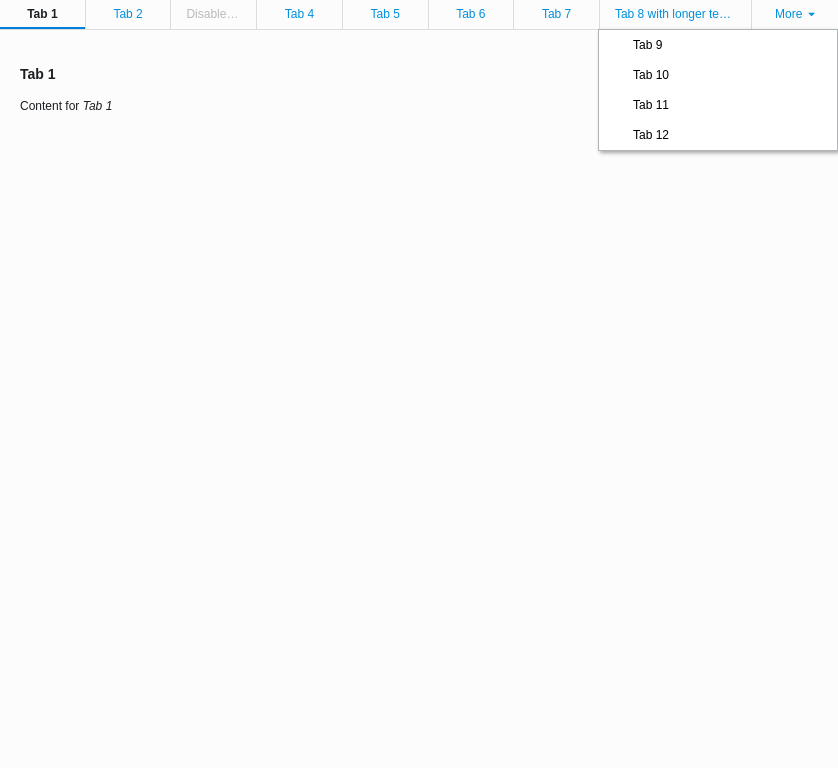 Tab 1 Tab 2 Disable… Tab 4 Tab 5 Tab 6 Tab 7 Tab 8 with longer te… More
Tab 9
Tab 10
Tab 11
Tab 12
Tab 1
Content for Tab 1